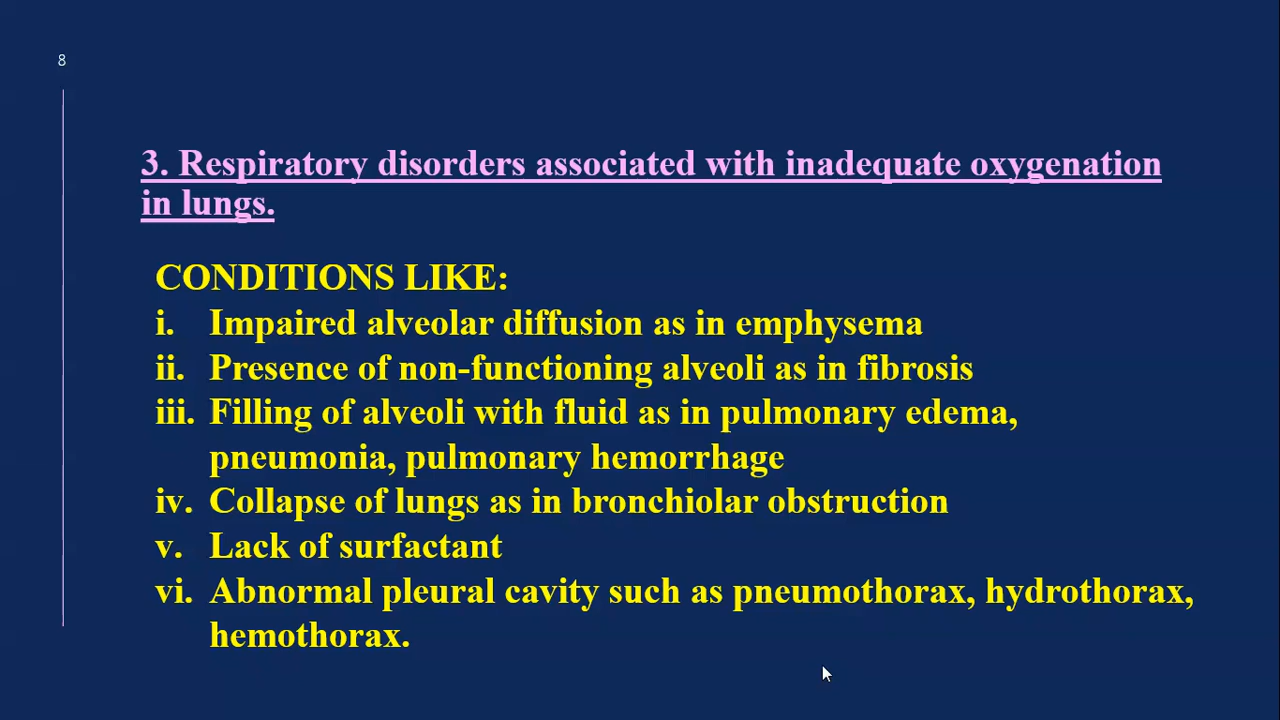 8
3. Respiratory disorders associated with inadequate oxygenation
in lungs.
CONDITIONS LIKE:
i. Impaired alveolar diffusion as in emphysema
ii. Presence of non-functioning alveoli as in fibrosis
iii. Filling of alveoli with fluid as in pulmonary edema,
pneumonia, pulmonary hemorrhage
iv. Collapse of lungs as in bronchiolar obstruction
v. Lack of surfactant
vi. Abnormal pleural cavity such as pneumothorax, hydrothorax,
hemothorax.